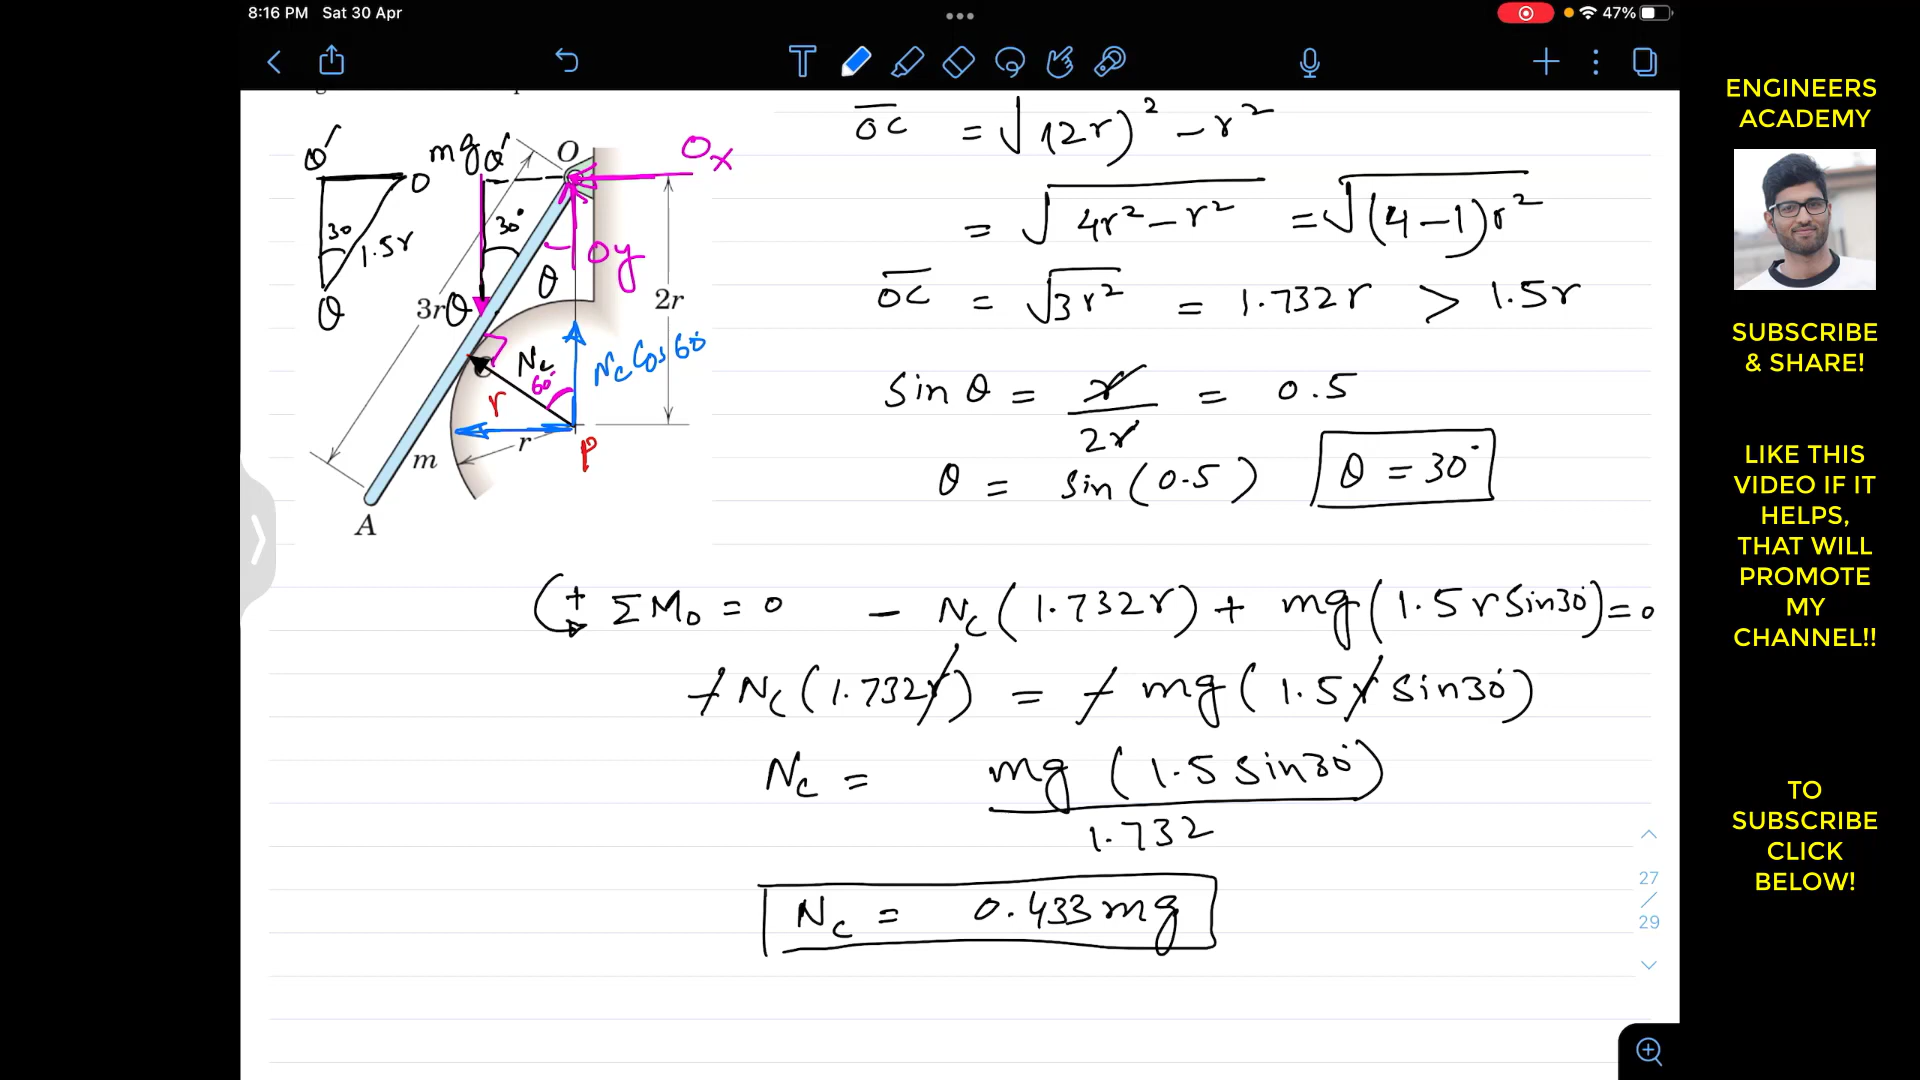 8:16 PM Sat 30 Apr
47%
T
OC = √(2r)² − r²
= √4r² − r² = √(4−1)r²
OC = √3r² = 1.732r > 1.5r
sin θ = r/2r = 0.5
θ = sin(0.5) θ = 30°
O'
O
30
1.5r
θ
mg
O'
O
Ox
30°
Oy
θ
3r
θ
2r
Nc
60°
Nc Cos 60°
r
r
P
m
A
+ ΣMo = 0 − Nc(1.732r) + mg(1.5r Sin30°) = 0
− Nc(1.732r) = − mg(1.5r Sin30°)
Nc = mg (1.5 Sin30°)
1.732
Nc = 0.433mg
27
/
29
ENGINEERS
ACADEMY
SUBSCRIBE
& SHARE!
LIKE THIS
VIDEO IF IT
HELPS,
THAT WILL
PROMOTE
MY
CHANNEL!!
TO
SUBSCRIBE
CLICK
BELOW!